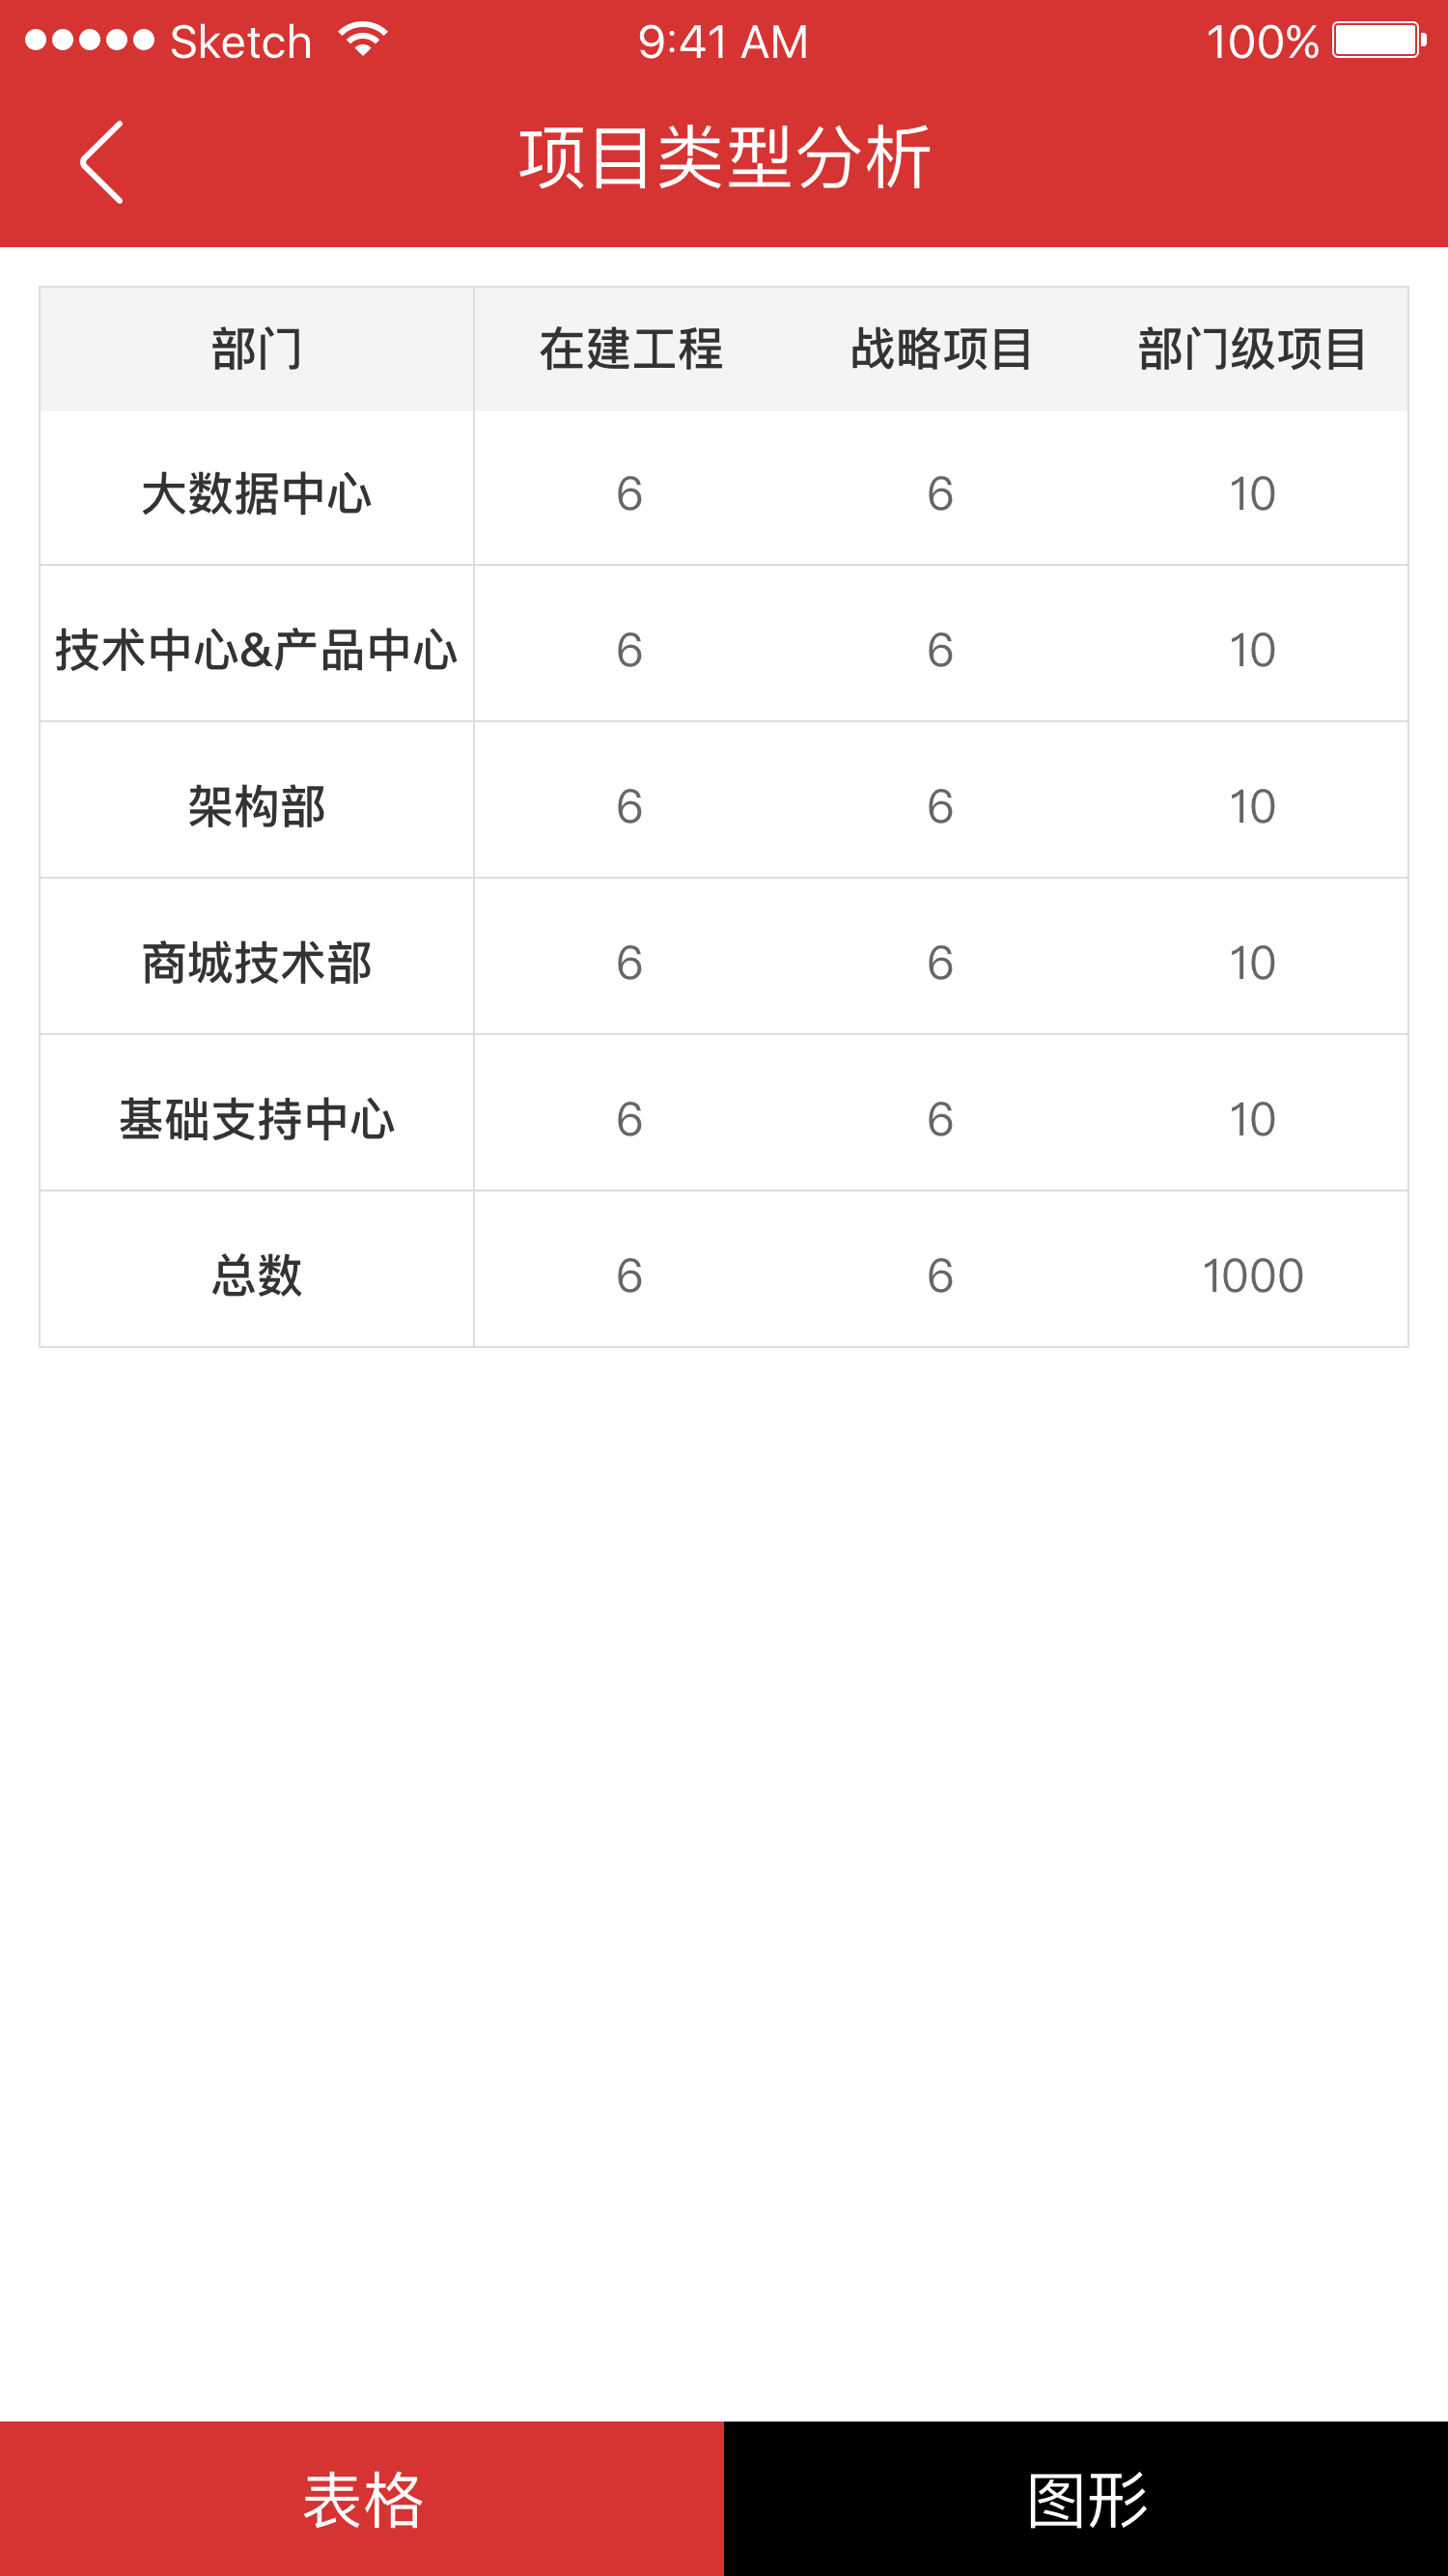 Sketch 9:41 AM 100%
项目类型分析
部门 在建工程 战略项目 部门级项目
大数据中心 6 6 10
技术中心&产品中心 6 6 10
架构部 6 6 10
商城技术部 6 6 10
基础支持中心 6 6 10
总数 6 6 1000
表格 图形